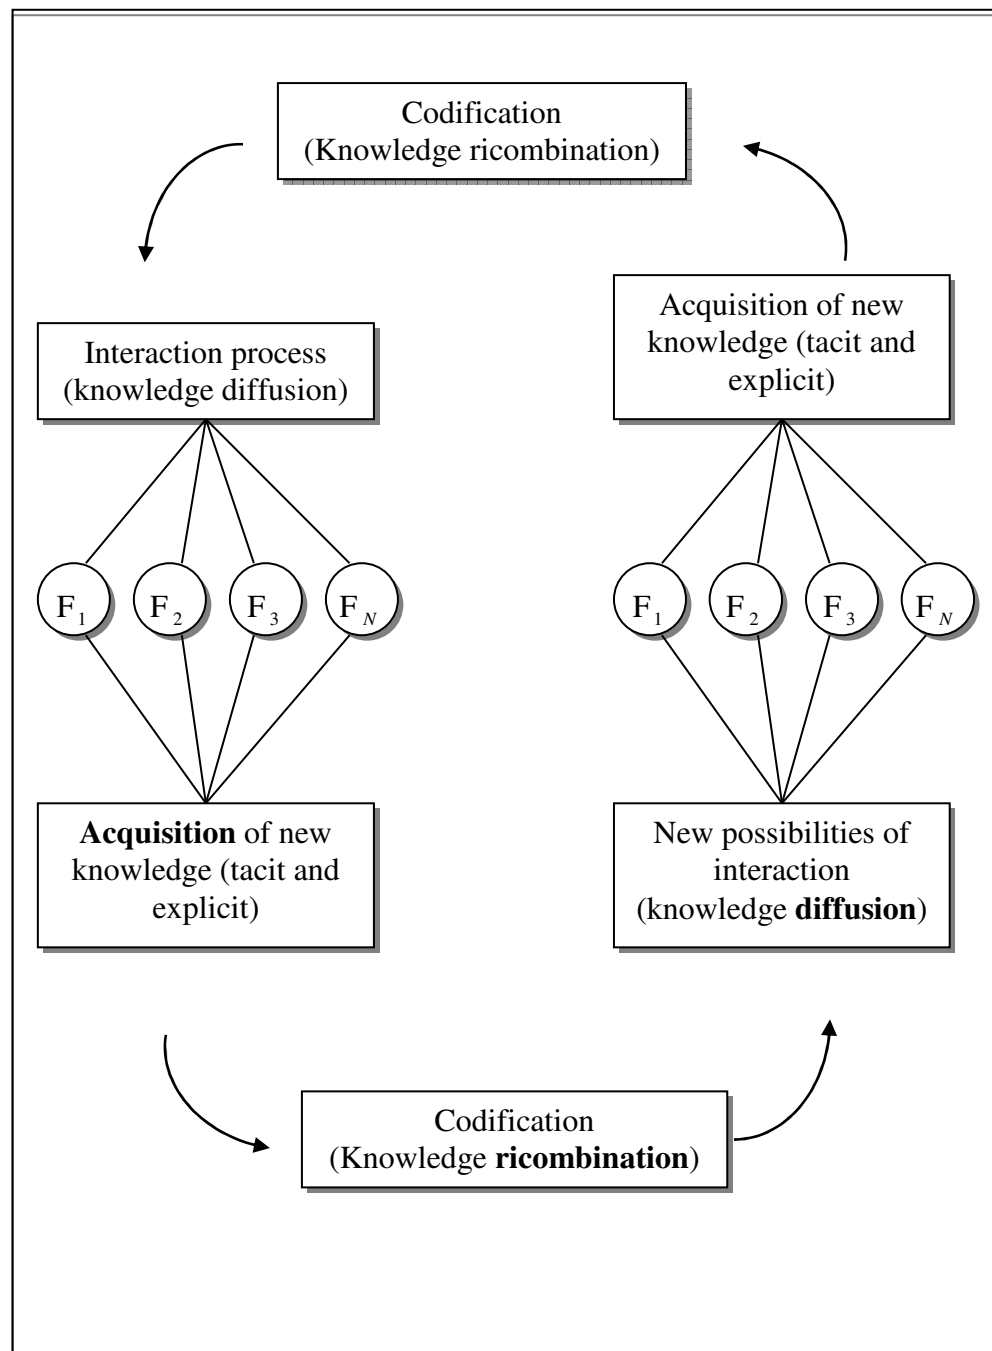 Codification
(Knowledge ricombination)
Interaction process
(knowledge diffusion)
Acquisition of new
knowledge (tacit and
explicit)
F1 F2 F3 FN
F1 F2 F3 FN
Acquisition of new
knowledge (tacit and
explicit)
New possibilities of
interaction
(knowledge diffusion)
Codification
(Knowledge ricombination)